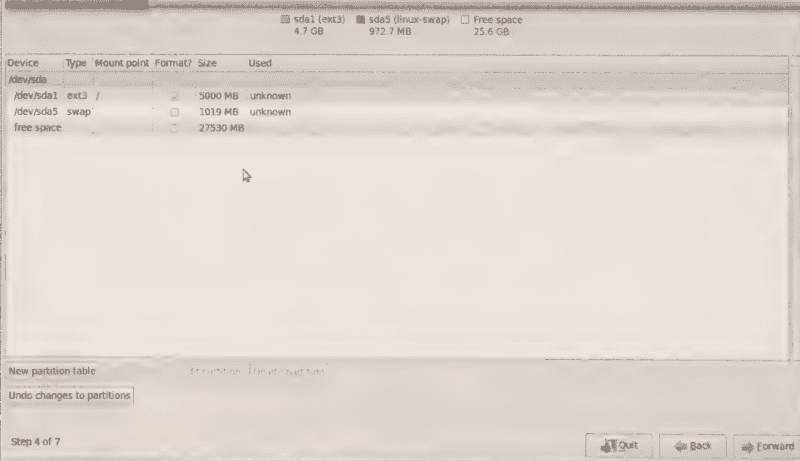 sda1 (ext3) sda5 (linux-swap) Free space
4.7 GB 972.7 MB 25.6 GB
Device Type Mount point Format? Size Used
/dev/sda
/dev/sda1 ext3 / 5000 MB unknown
/dev/sda5 swap 1019 MB unknown
free space 27530 MB
New partition table
Undo changes to partitions
Step 4 of 7 Quit Back Forward